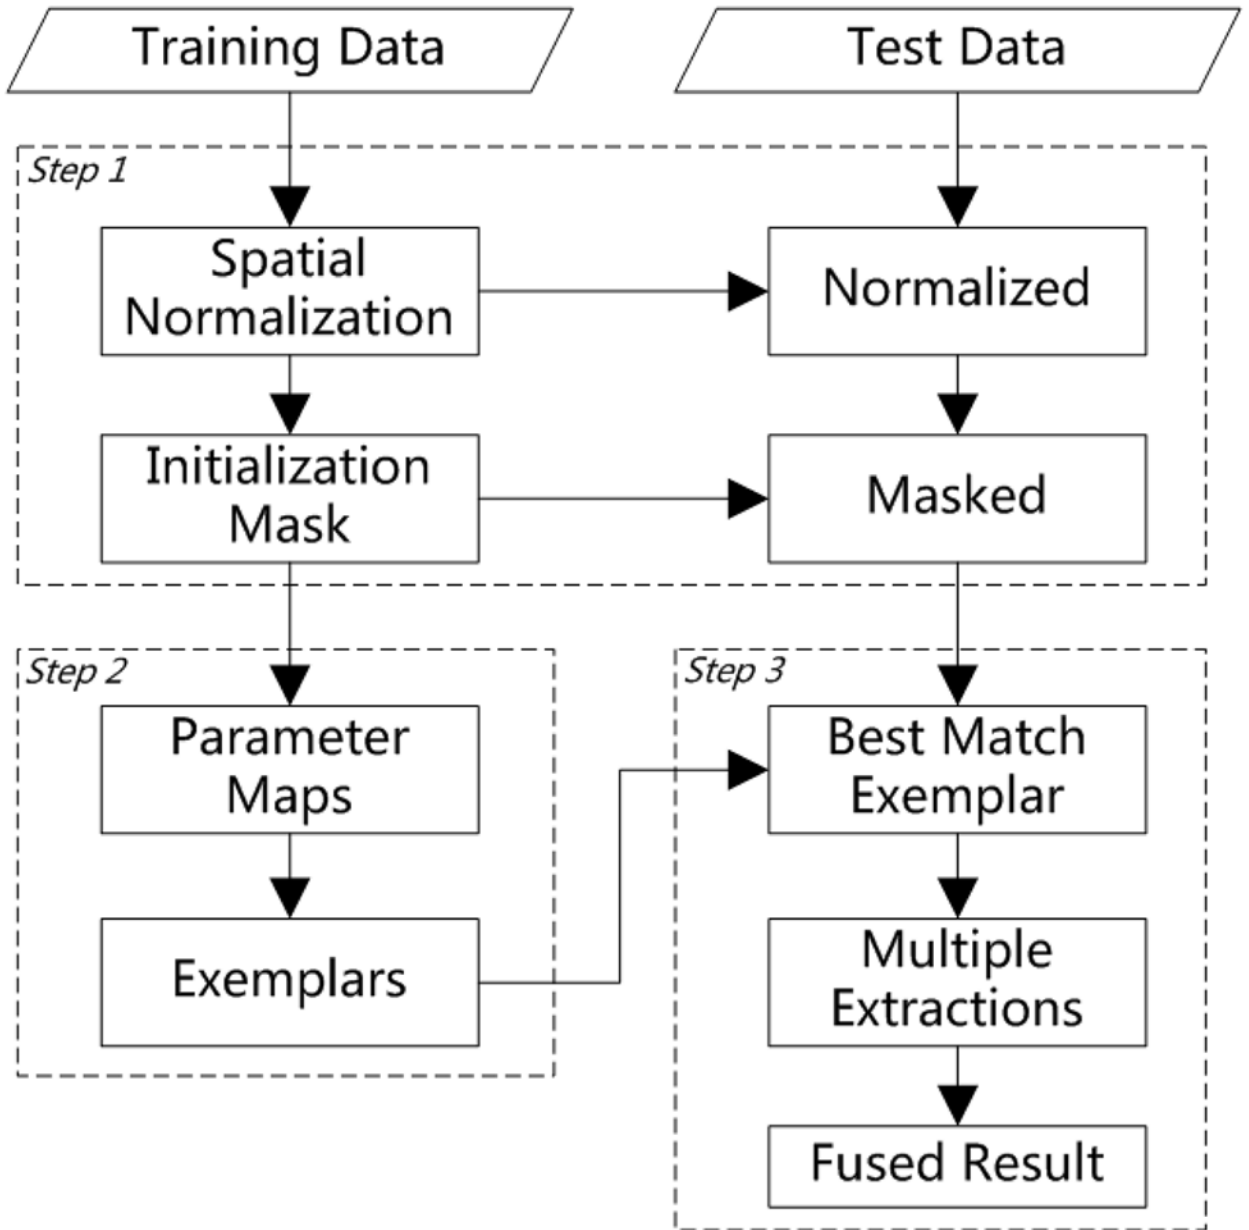 Training Data
Test Data
Step 1
Spatial
Normalization
Normalized
Initialization
Mask
Masked
Step 2
Parameter
Maps
Exemplars
Step 3
Best Match
Exemplar
Multiple
Extractions
Fused Result